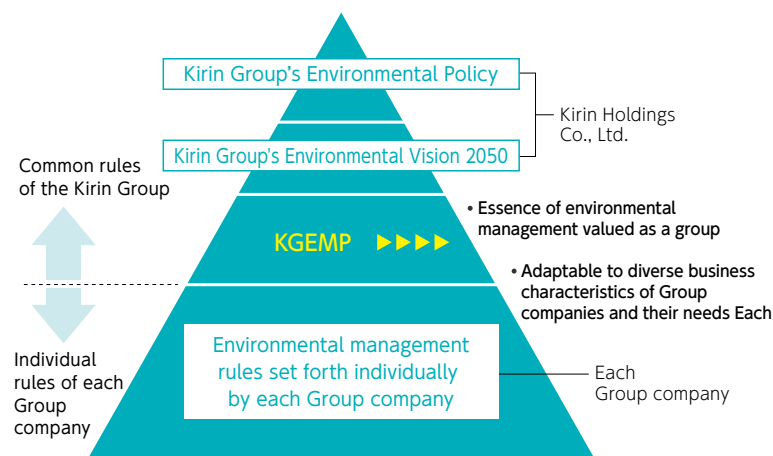 Kirin Group’s Environmental Policy
Kirin Holdings
Co., Ltd.
Kirin Group's Environmental Vision 2050
Common rules
of the Kirin Group
KGEMP
• Essence of environmental
management valued as a group
• Adaptable to diverse business
characteristics of Group
companies and their needs Each
Individual
rules of each
Group
company
Environmental management
rules set forth individually
by each Group company
Each
Group company